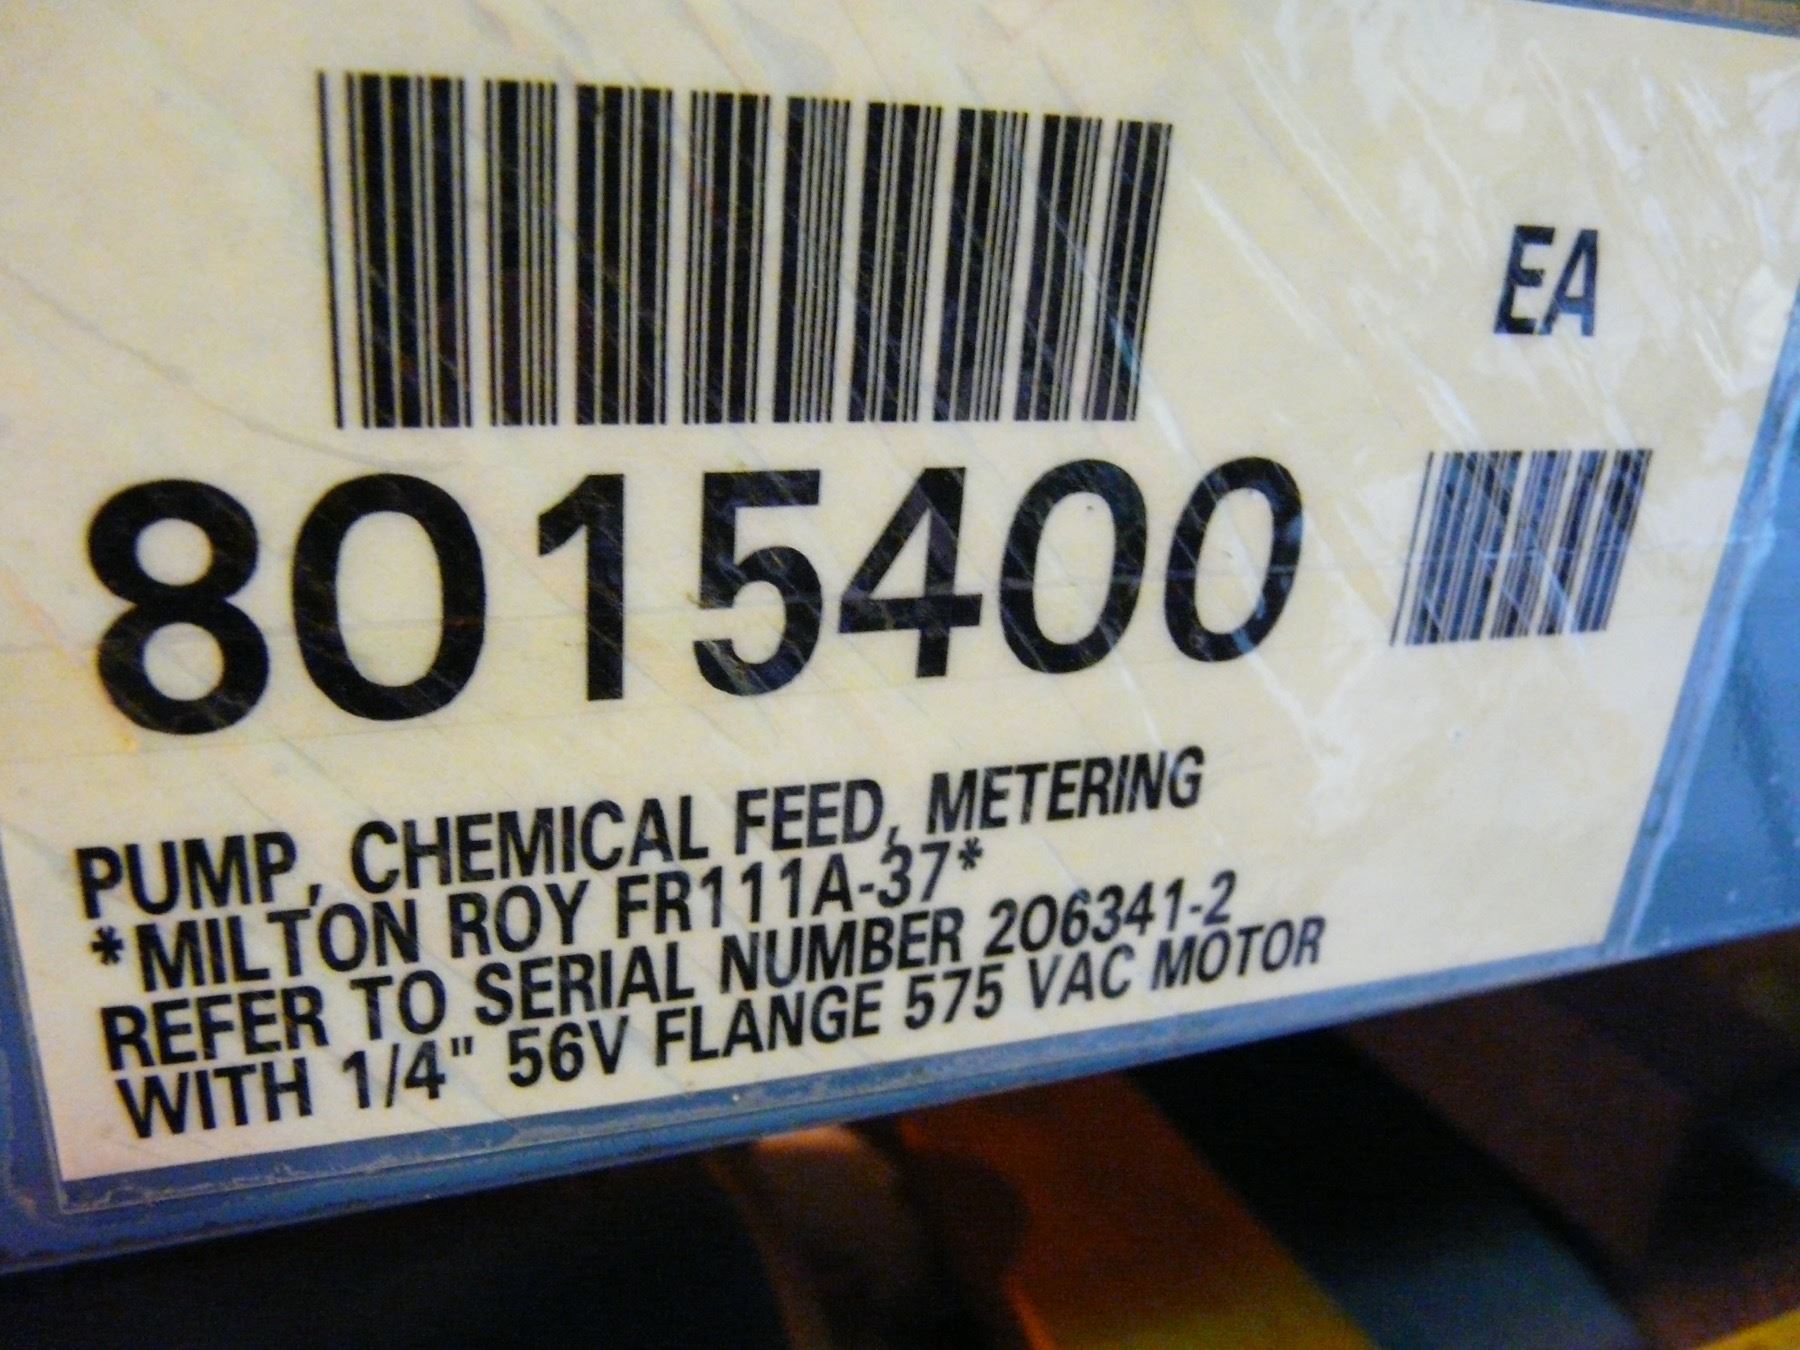 EA
8015400
PUMP, CHEMICAL FEED, METERING
*MILTON ROY FR111A-37*
REFER TO SERIAL NUMBER 206341-2
WITH 1/4" 56V FLANGE 575 VAC MOTOR